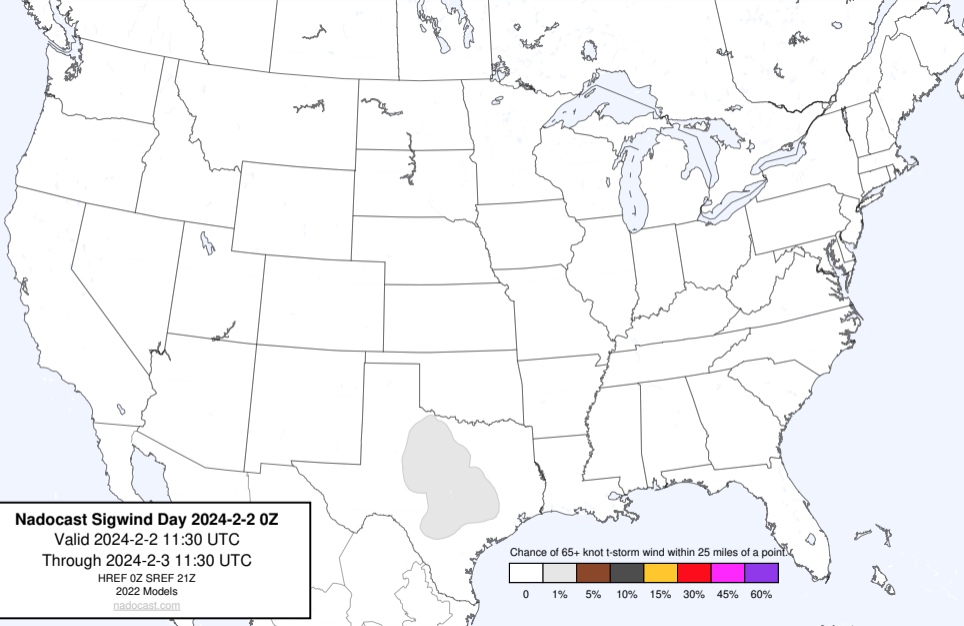 Nadocast Sigwind Day 2024-2-2 0Z
Valid 2024-2-2 11:30 UTC
Through 2024-2-3 11:30 UTC
HREF 0Z SREF 21Z
2022 Models
nadocast.com
Chance of 65+ knot t-storm wind within 25 miles of a point.
0 1% 5% 10% 15% 30% 45% 60%